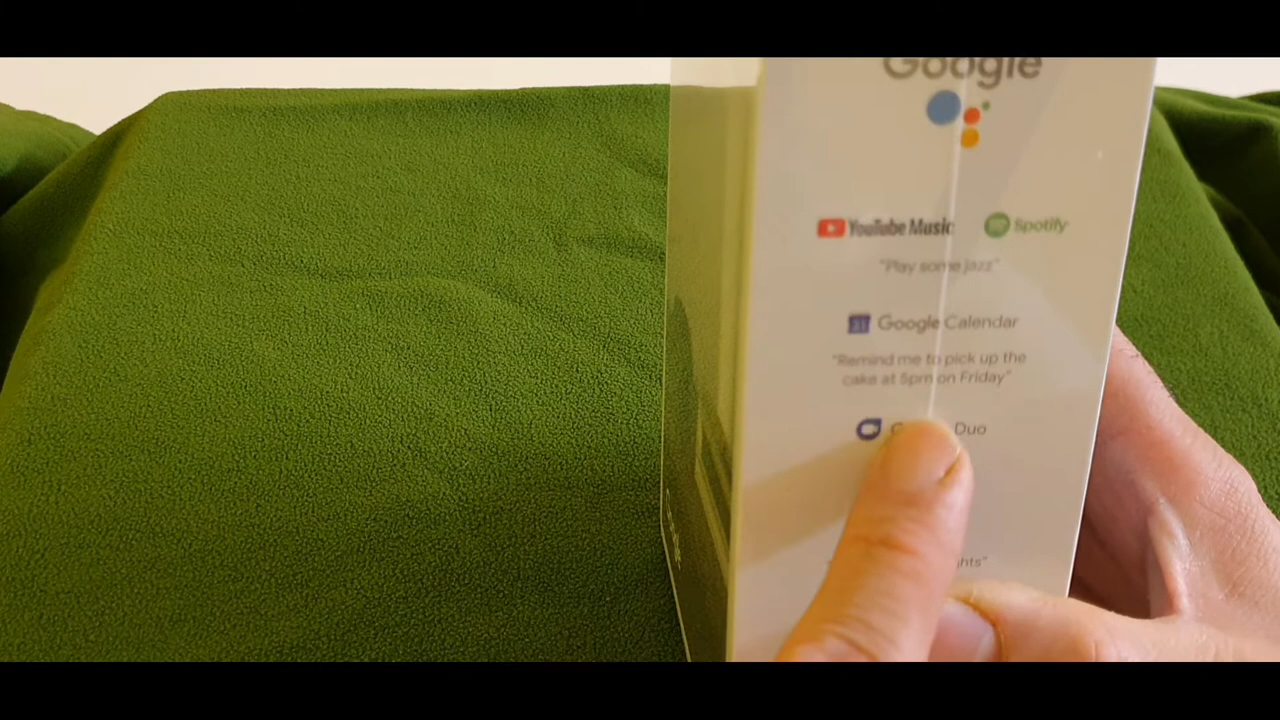 Google
YouTube Music
Spotify
"Play some jazz"
31
Google Calendar
"Remind me to pick up the
cake at 5pm on Friday"
Duo